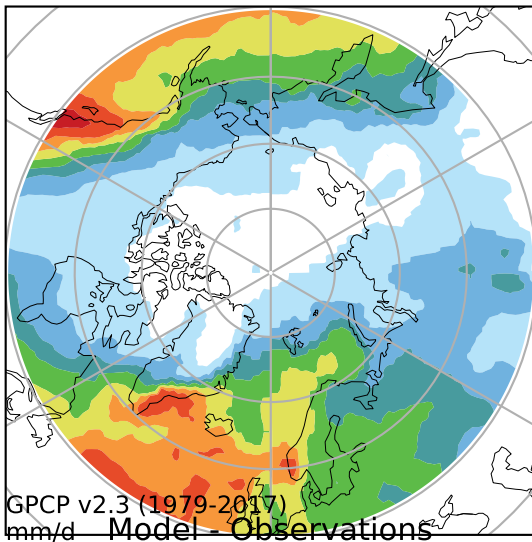 GPCP v2.3 (1979-2017)
mm/d Model - Observations